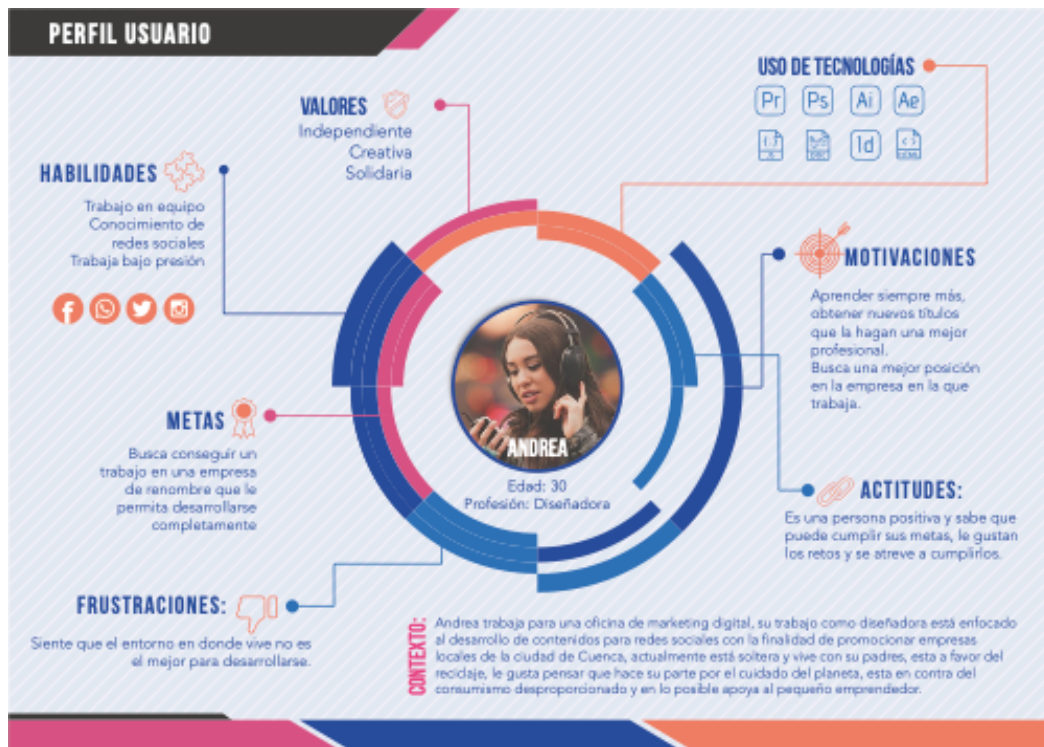 PERFIL USUARIO
USO DE TECNOLOGÍAS
Pr Ps Ai Ae
Id
VALORES
Independiente
Creativa
Solidaria
HABILIDADES
Trabajo en equipo
Conocimiento de
redes sociales
Trabaja bajo presión
MOTIVACIONES
Aprender siempre más,
obtener nuevos títulos
que la hagan una mejor
profesional.
Busca una mejor posición
en la empresa en la que
trabaja.
METAS
Busca conseguir un
trabajo en una empresa
de renombre que le
permita desarrollarse
completamente
ANDREA
Edad: 30
Profesión: Diseñadora
ACTITUDES:
Es una persona positiva y sabe que
puede cumplir sus metas, le gustan
los retos y se atreve a cumplirlos.
FRUSTRACIONES:
Siente que el entorno en donde vive no es
el mejor para desarrollarse.
CONTEXTO:
Andrea trabaja para una oficina de marketing digital, su trabajo como diseñadora está enfocado
al desarrollo de contenidos para redes sociales con la finalidad de promocionar empresas
locales de la ciudad de Cuenca, actualmente está soltera y vive con su padres, esta a favor del
reciclaje, le gusta pensar que hace su parte por el cuidado del planeta, esta en contra del
consumismo desproporcionado y en lo posible apoya al pequeño emprendedor.